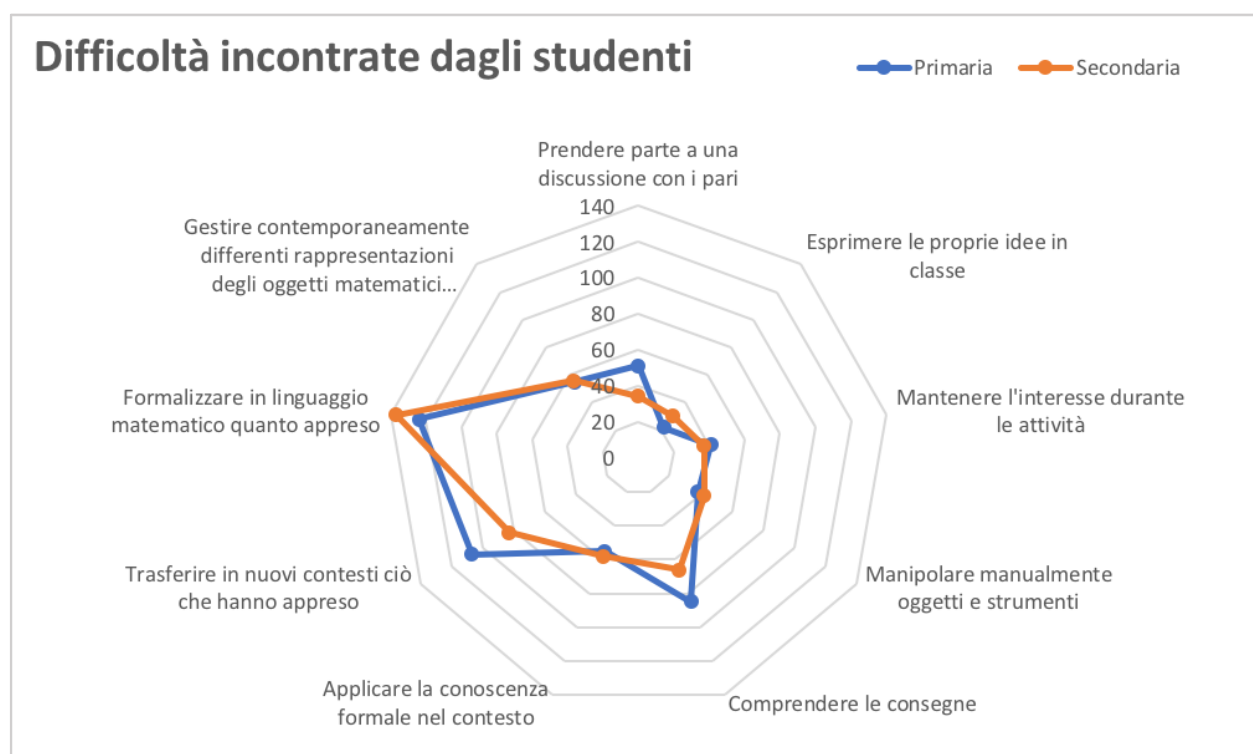 Difficoltà incontrate dagli studenti
Primaria
Secondaria
Prendere parte a una
discussione con i pari
Esprimere le proprie idee in
classe
Mantenere l'interesse durante
le attività
Manipolare manualmente
oggetti e strumenti
Comprendere le consegne
Applicare la conoscenza
formale nel contesto
Trasferire in nuovi contesti ciò
che hanno appreso
Formalizzare in linguaggio
matematico quanto appreso
Gestire contemporaneamente
differenti rappresentazioni
degli oggetti matematici...
140
120
100
80
60
40
20
0